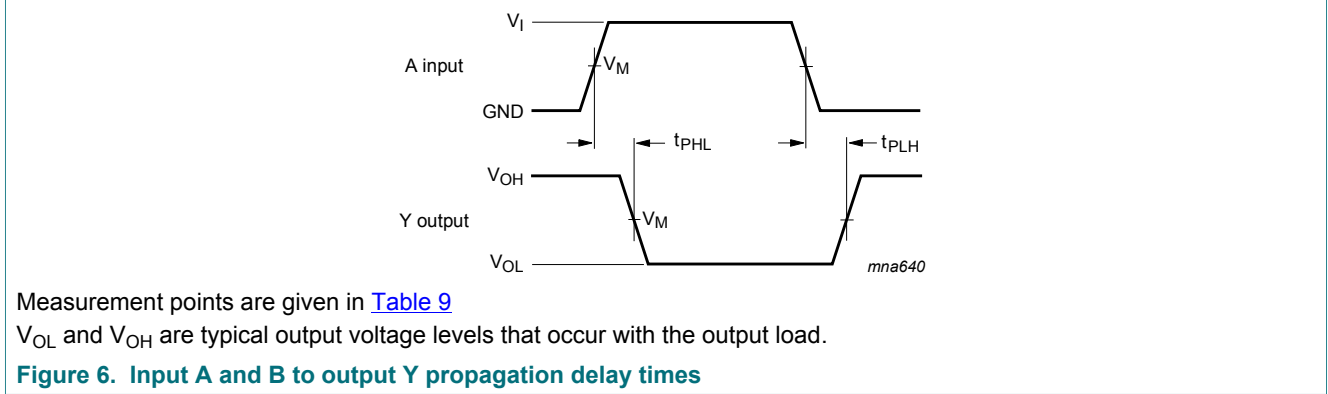 VI
A input
VM
GND
tPHL
tPLH
VOH
Y output
VM
VOL
mna640
Measurement points are given in Table 9
VOL and VOH are typical output voltage levels that occur with the output load.
Figure 6. Input A and B to output Y propagation delay times